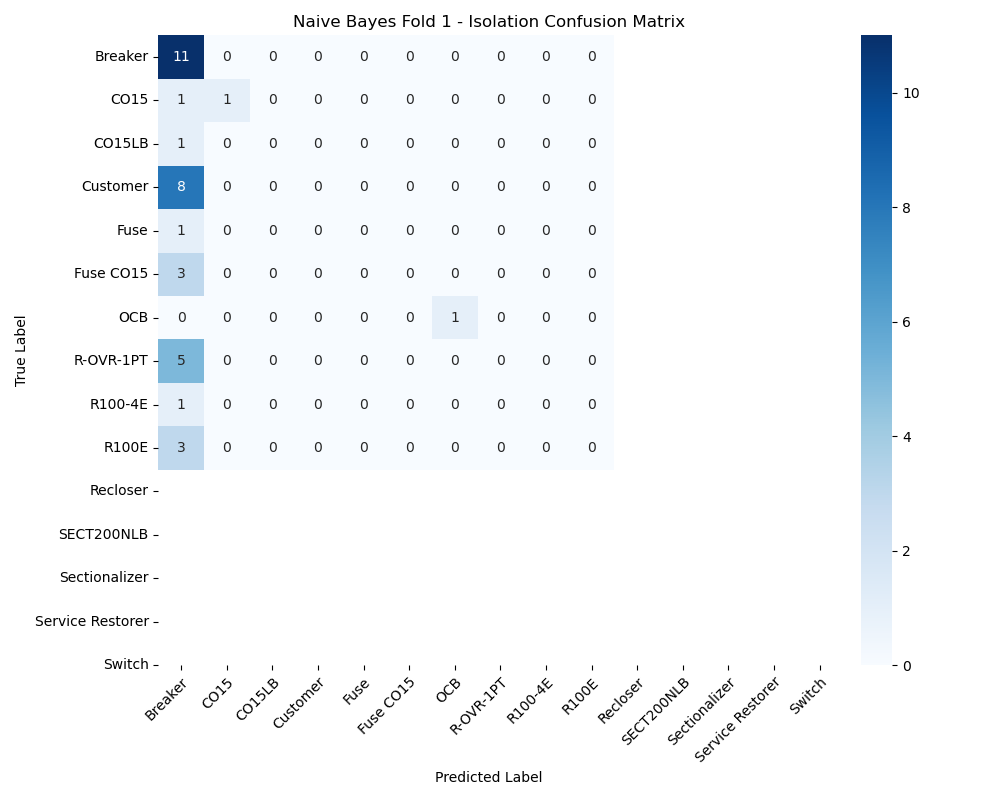 Naive Bayes Fold 1 - Isolation Confusion Matrix
True Label
Breaker 11 0 0 0 0 0 0 0 0 0
CO15 1 1 0 0 0 0 0 0 0 0
CO15LB 1 0 0 0 0 0 0 0 0 0
Customer 8 0 0 0 0 0 0 0 0 0
Fuse 1 0 0 0 0 0 0 0 0 0
Fuse CO15 3 0 0 0 0 0 0 0 0 0
OCB 0 0 0 0 0 0 1 0 0 0
R-OVR-1PT 5 0 0 0 0 0 0 0 0 0
R100-4E 1 0 0 0 0 0 0 0 0 0
R100E 3 0 0 0 0 0 0 0 0 0
Recloser
SECT200NLB
Sectionalizer
Service Restorer
Switch
Breaker
CO15
CO15LB
Customer
Fuse
Fuse CO15
OCB
R-OVR-1PT
R100-4E
R100E
Recloser
SECT200NLB
Sectionalizer
Service Restorer
Switch
Predicted Label
10
8
6
4
2
0